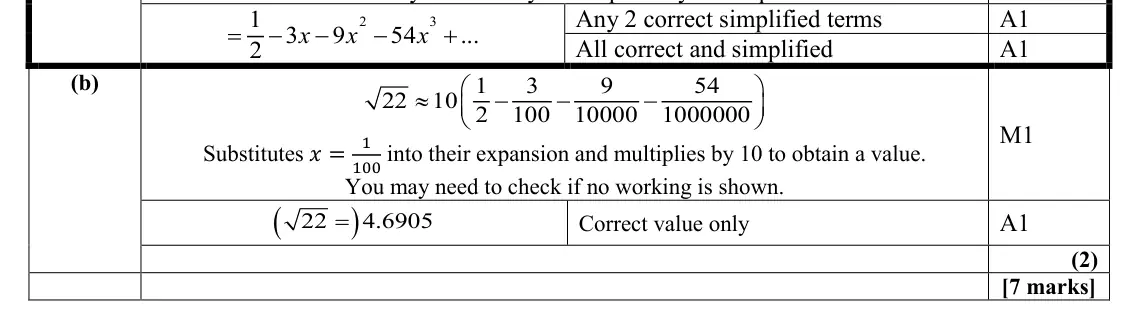 = 1/2 − 3x − 9x² − 54x³ + ...
Any 2 correct simplified terms
A1
All correct and simplified
A1
(b)
√22 ≈ 10(1/2 − 3/100 − 9/10000 − 54/1000000)
Substitutes x = 1/100 into their expansion and multiplies by 10 to obtain a value.
You may need to check if no working is shown.
M1
(√22 =)4.6905
Correct value only
A1
(2)
[7 marks]